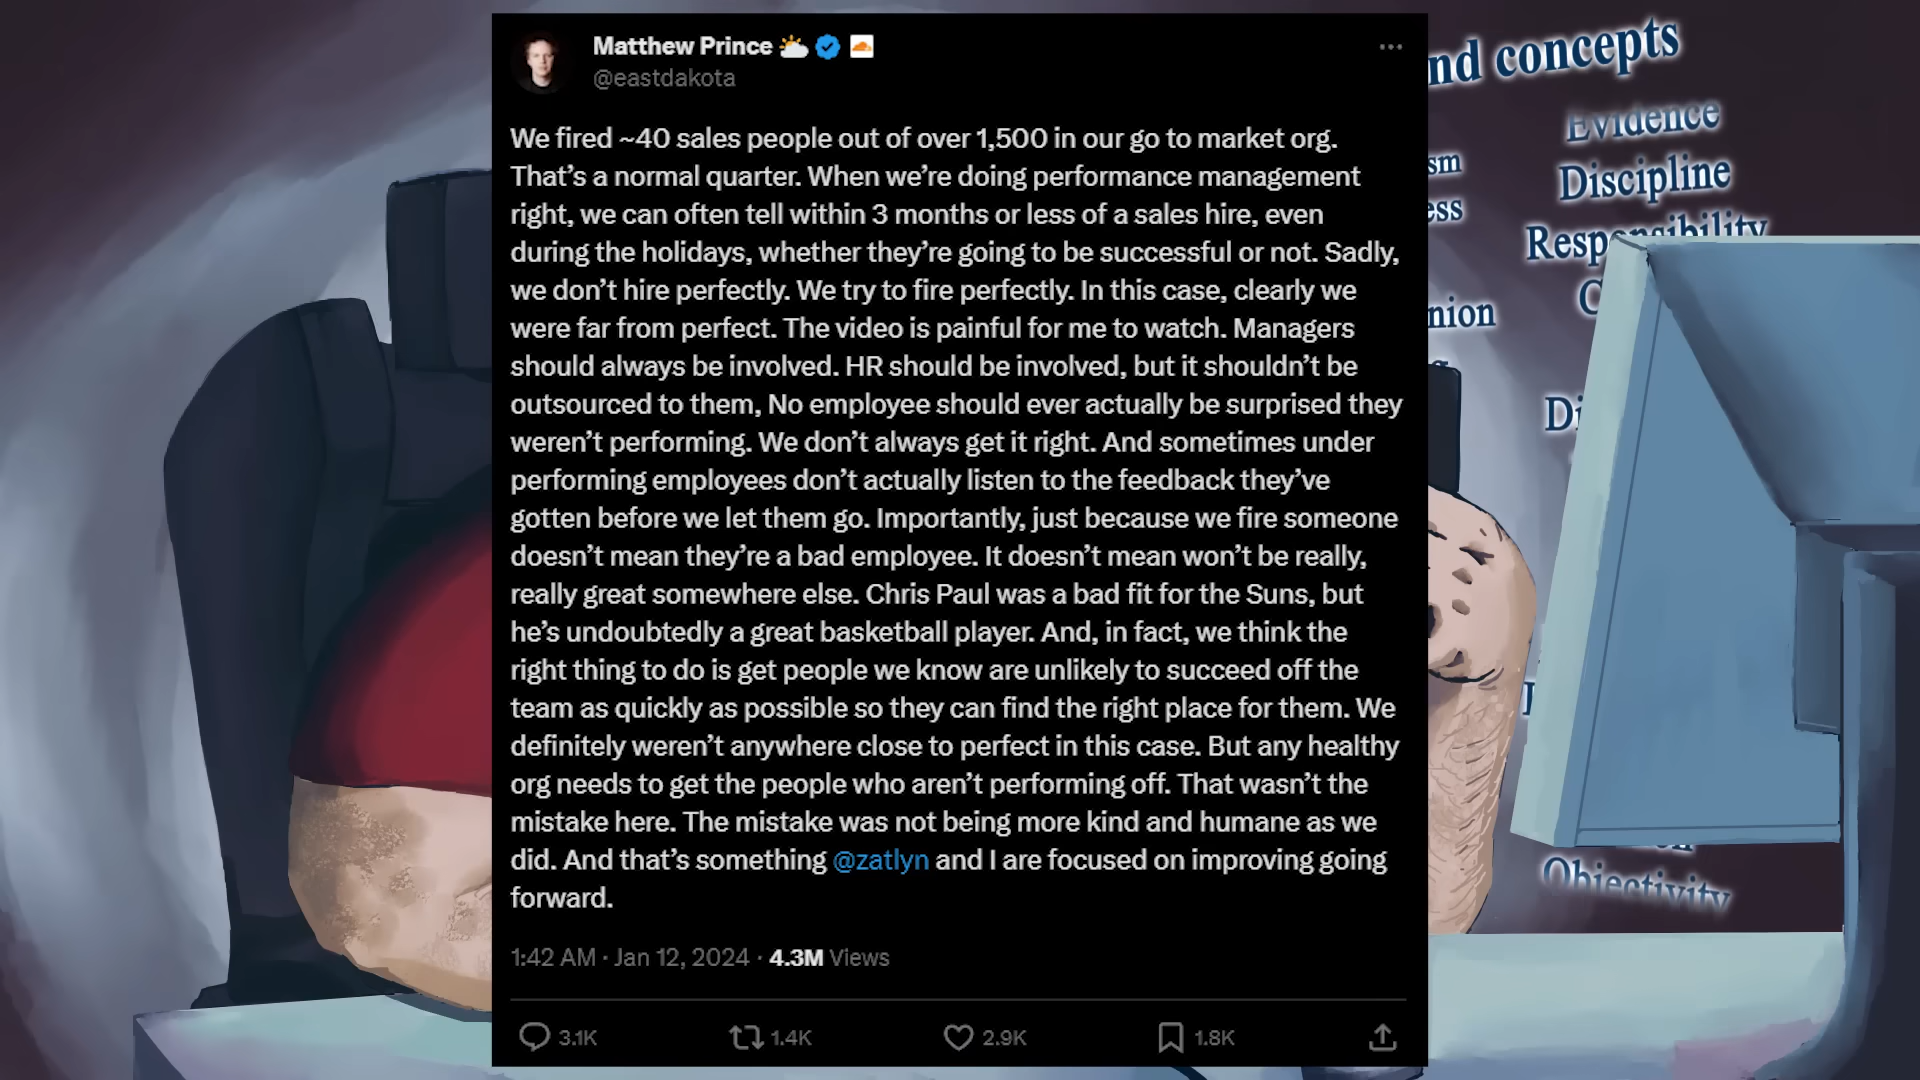 Matthew Prince
@eastdakota
We fired ~40 sales people out of over 1,500 in our go to market org.
That's a normal quarter. When we're doing performance management
right, we can often tell within 3 months or less of a sales hire, even
during the holidays, whether they're going to be successful or not. Sadly,
we don't hire perfectly. We try to fire perfectly. In this case, clearly we
were far from perfect. The video is painful for me to watch. Managers
should always be involved. HR should be involved, but it shouldn't be
outsourced to them, No employee should ever actually be surprised they
weren't performing. We don't always get it right. And sometimes under
performing employees don't actually listen to the feedback they've
gotten before we let them go. Importantly, just because we fire someone
doesn't mean they're a bad employee. It doesn't mean won't be really,
really great somewhere else. Chris Paul was a bad fit for the Suns, but
he's undoubtedly a great basketball player. And, in fact, we think the
right thing to do is get people we know are unlikely to succeed off the
team as quickly as possible so they can find the right place for them. We
definitely weren't anywhere close to perfect in this case. But any healthy
org needs to get the people who aren't performing off. That wasn't the
mistake here. The mistake was not being more kind and humane as we
did. And that's something @zatlyn and I are focused on improving going
forward.
1:42 AM · Jan 12, 2024 · 4.3M Views
3.1K 1.4K 2.9K 1.8K
nd concepts
Evidence
sm
Discipline
ess
Responsibility
nion
Objectivity